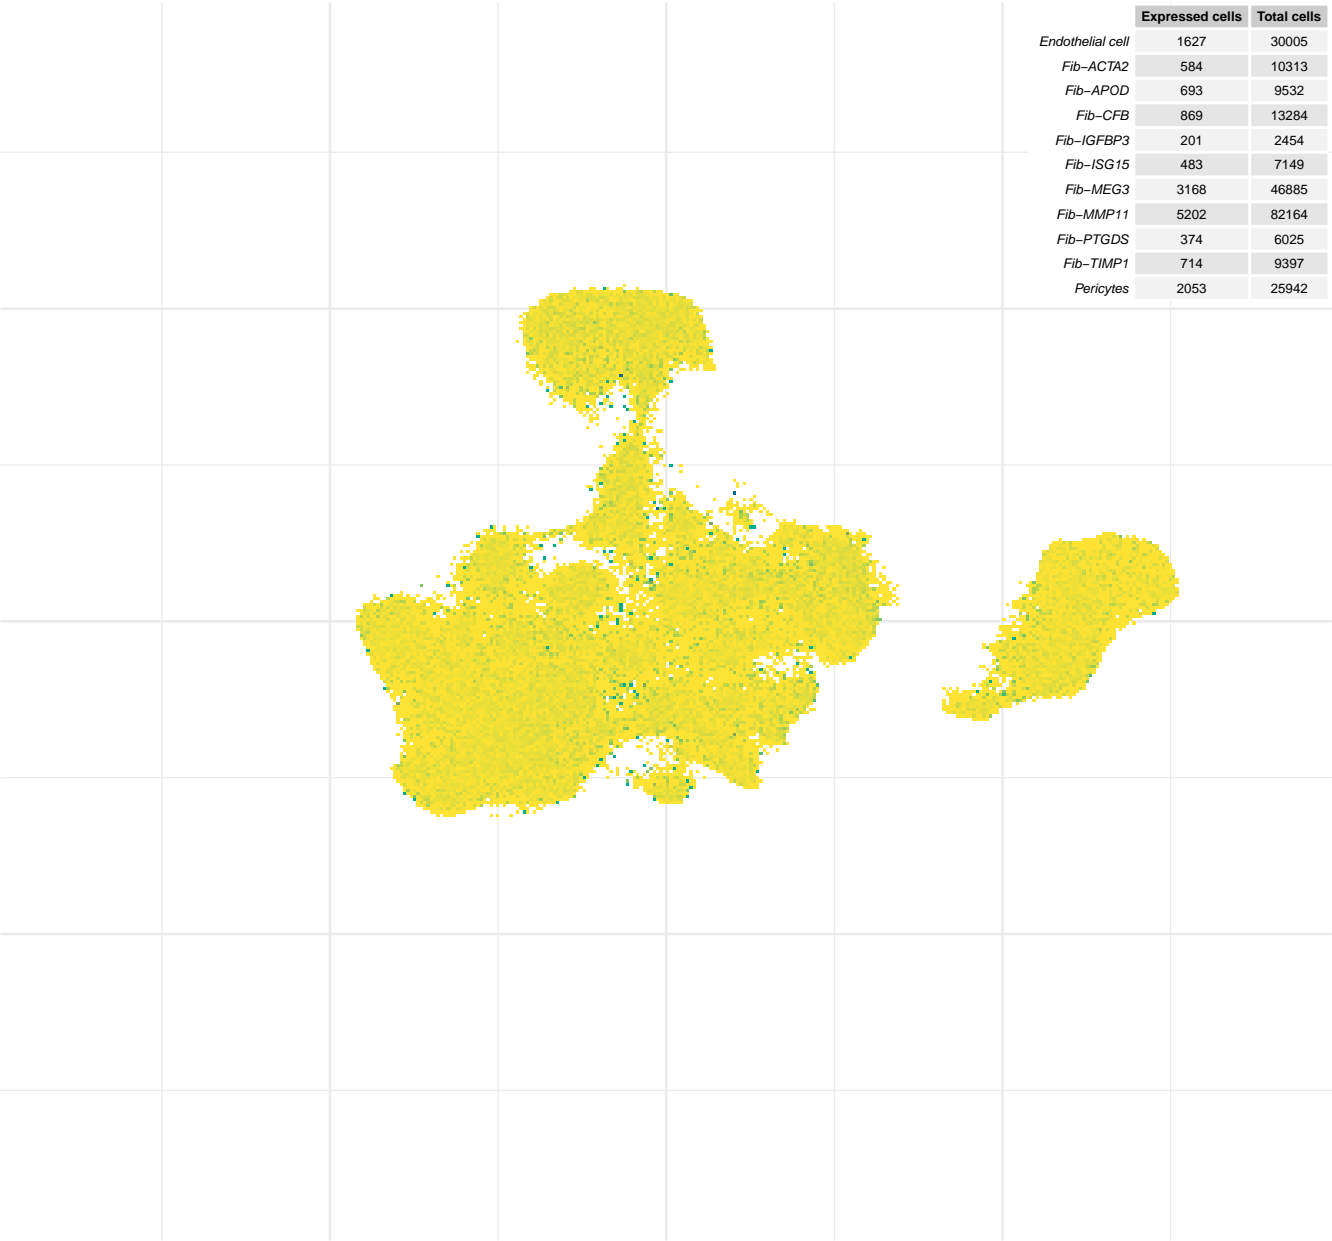 Expressed cells Total cells
Endothelial cell 1627 30005
Fib−ACTA2 584 10313
Fib−APOD 693 9532
Fib−CFB 869 13284
Fib−IGFBP3 201 2454
Fib−ISG15 483 7149
Fib−MEG3 3168 46885
Fib−MMP11 5202 82164
Fib−PTGDS 374 6025
Fib−TIMP1 714 9397
Pericytes 2053 25942